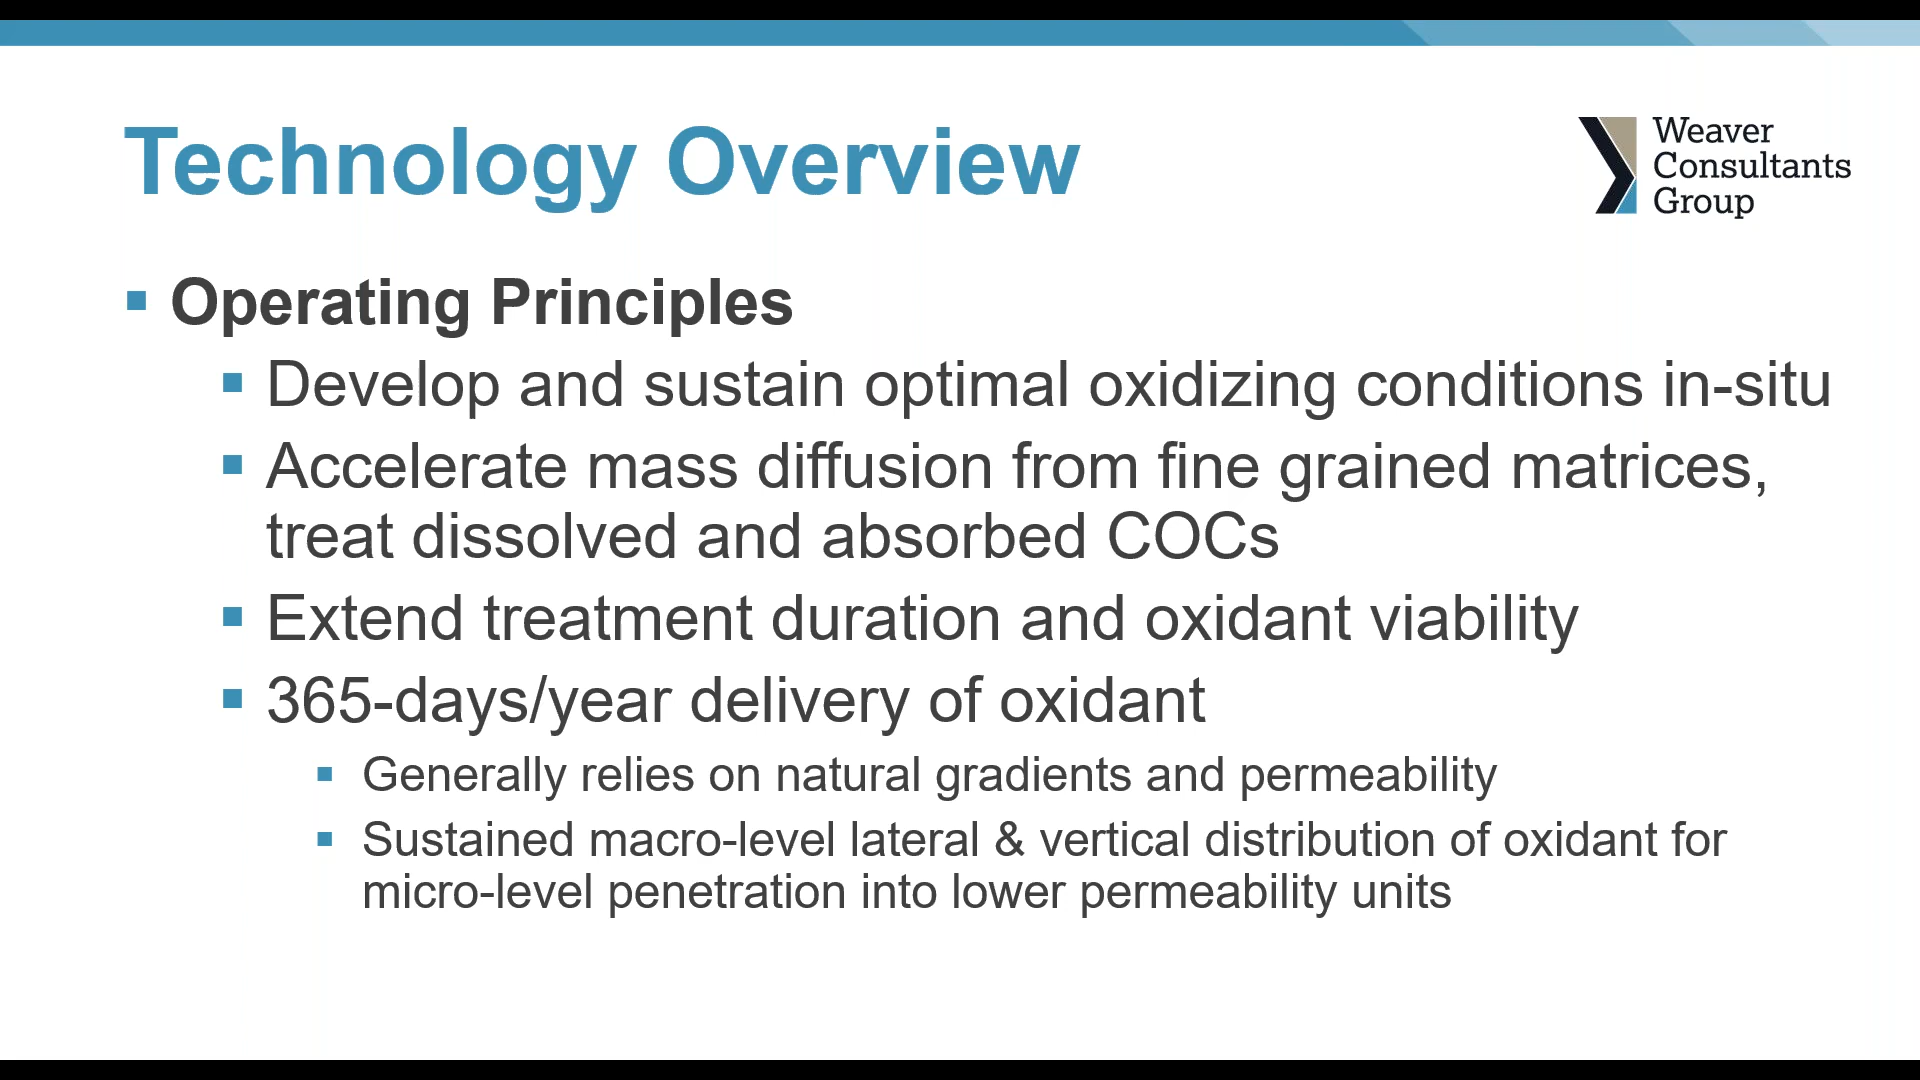 Technology Overview
Weaver
Consultants
Group
Operating Principles
Develop and sustain optimal oxidizing conditions in-situ
Accelerate mass diffusion from fine grained matrices,
treat dissolved and absorbed COCs
Extend treatment duration and oxidant viability
365-days/year delivery of oxidant
Generally relies on natural gradients and permeability
Sustained macro-level lateral & vertical distribution of oxidant for
micro-level penetration into lower permeability units